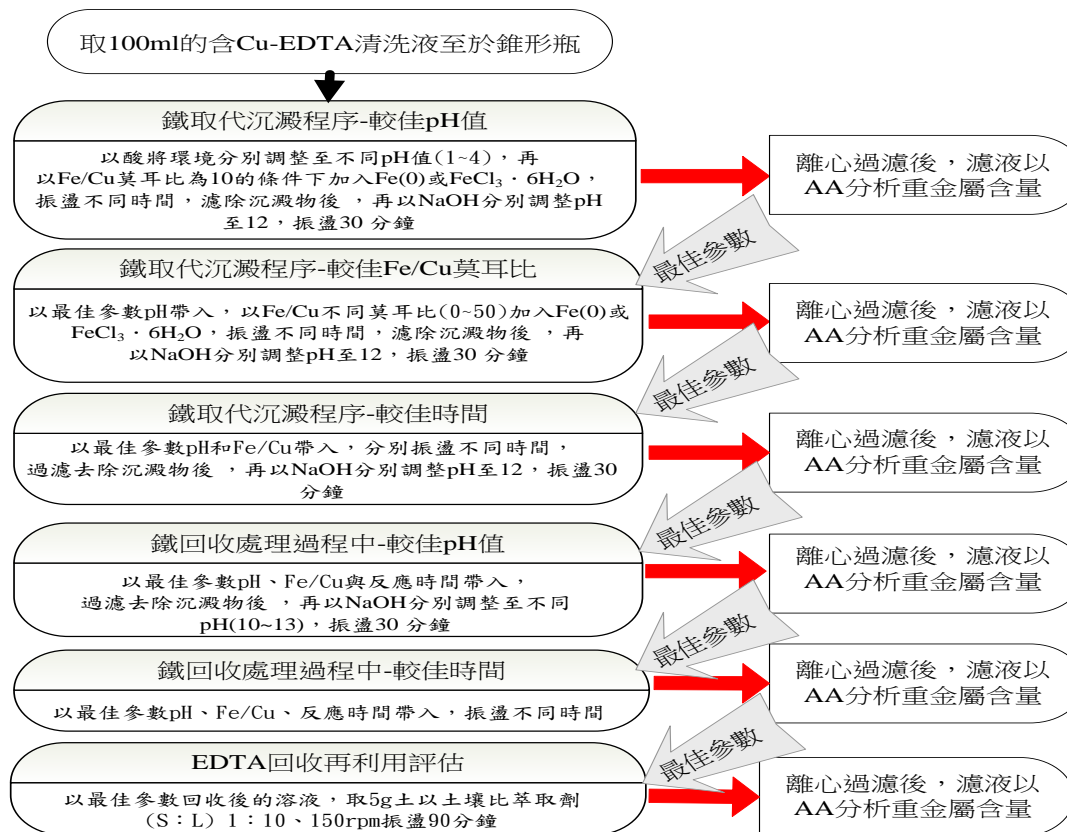 取100ml的含Cu-EDTA清洗液至於錐形瓶
鐵取代沉澱程序-較佳pH值
以酸將環境分別調整至不同pH值(1~4)，再
以Fe/Cu莫耳比為10的條件下加入Fe(0)或FeCl₃．6H₂O，
振盪不同時間，濾除沉澱物後 ，再以NaOH分別調整pH
至12，振盪30 分鐘
離心過濾後，濾液以
AA分析重金屬含量
最佳參數
鐵取代沉澱程序-較佳Fe/Cu莫耳比
以最佳參數pH帶入，以Fe/Cu不同莫耳比(0~50)加入Fe(0)或
FeCl₃．6H₂O，振盪不同時間，濾除沉澱物後 ，再
以NaOH分別調整pH至12，振盪30 分鐘
離心過濾後，濾液以
AA分析重金屬含量
最佳參數
鐵取代沉澱程序-較佳時間
以最佳參數pH和Fe/Cu帶入，分別振盪不同時間，
過濾去除沉澱物後 ，再以NaOH分別調整pH至12，振盪30
分鐘
離心過濾後，濾液以
AA分析重金屬含量
最佳參數
鐵回收處理過程中-較佳pH值
以最佳參數pH、Fe/Cu與反應時間帶入，
過濾去除沉澱物後 ，再以NaOH分別調整至不同
pH(10~13)，振盪30 分鐘
離心過濾後，濾液以
AA分析重金屬含量
最佳參數
鐵回收處理過程中-較佳時間
以最佳參數pH、Fe/Cu、反應時間帶入，振盪不同時間
離心過濾後，濾液以
AA分析重金屬含量
最佳參數
EDTA回收再利用評估
以最佳參數回收後的溶液，取5g土以土壤比萃取劑
(S：L) 1：10、150rpm振盪90分鐘
離心過濾後，濾液以
AA分析重金屬含量